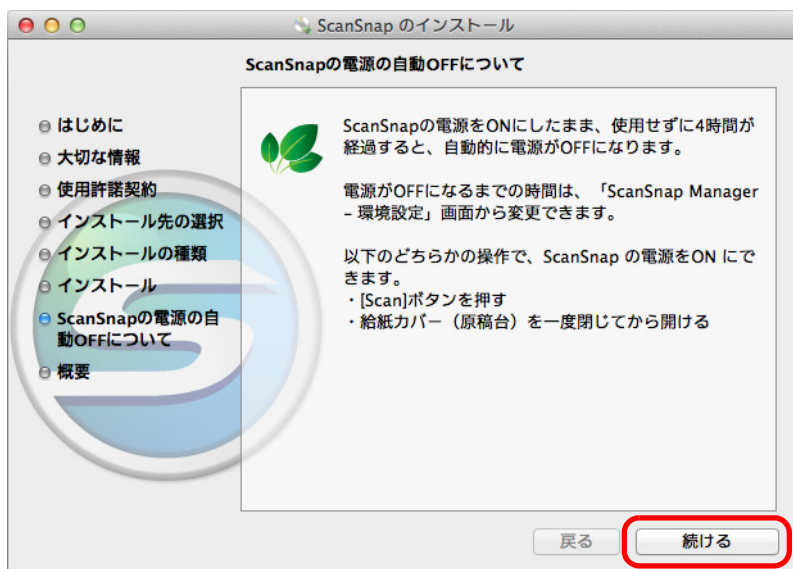 ScanSnap のインストール
ScanSnapの電源の自動OFFについて
はじめに
大切な情報
使用許諾契約
インストール先の選択
インストールの種類
インストール
ScanSnapの電源の自
動OFFについて
概要
ScanSnapの電源をONにしたまま、使用せずに4時間が
経過すると、自動的に電源がOFFになります。
電源がOFFになるまでの時間は、「ScanSnap Manager
– 環境設定」画面から変更できます。
以下のどちらかの操作で、ScanSnap の電源をON にで
きます。
・[Scan]ボタンを押す
・給紙カバー（原稿台）を一度閉じてから開ける
戻る
続ける